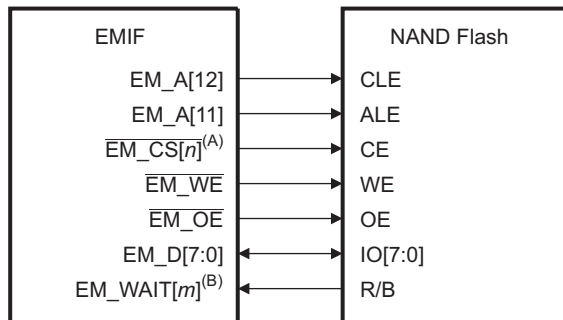 EMIF NAND Flash
EM_A[12] CLE
EM_A[11] ALE
EM_CS[n](A) CE
EM_WE WE
EM_OE OE
EM_D[7:0] IO[7:0]
EM_WAIT[m](B) R/B